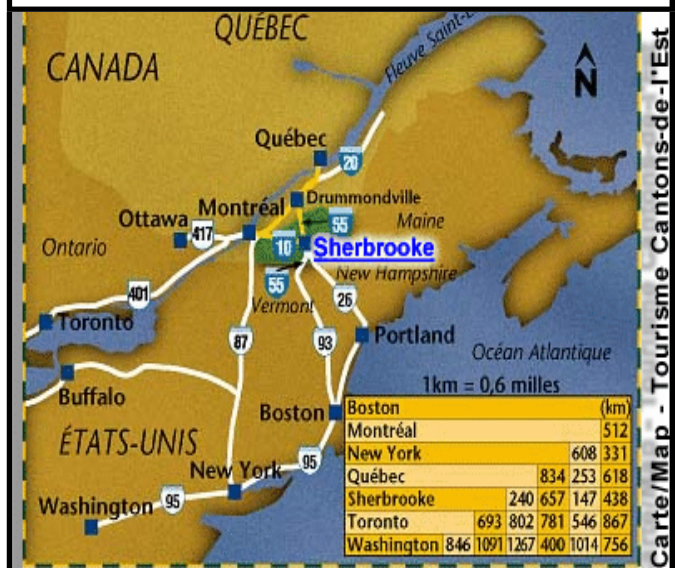 QUÉBEC
CANADA
Fleuve Saint-L
N
Québec
20
Drummondville
Montréal
55
Maine
Ottawa
417
10
Sherbrooke
Ontario
New Hampshire
55
401
Vermont
26
Toronto
87
93
Portland
Océan Atlantique
Buffalo
1km = 0,6 milles
Boston
ÉTATS-UNIS
95
New York
Washington
95
Boston (km)
Montréal 512
New York 608 331
Québec 834 253 618
Sherbrooke 240 657 147 438
Toronto 693 802 781 546 867
Washington 846 1091 1267 400 1014 756
Carte/Map - Tourisme Cantons-de-l'Est